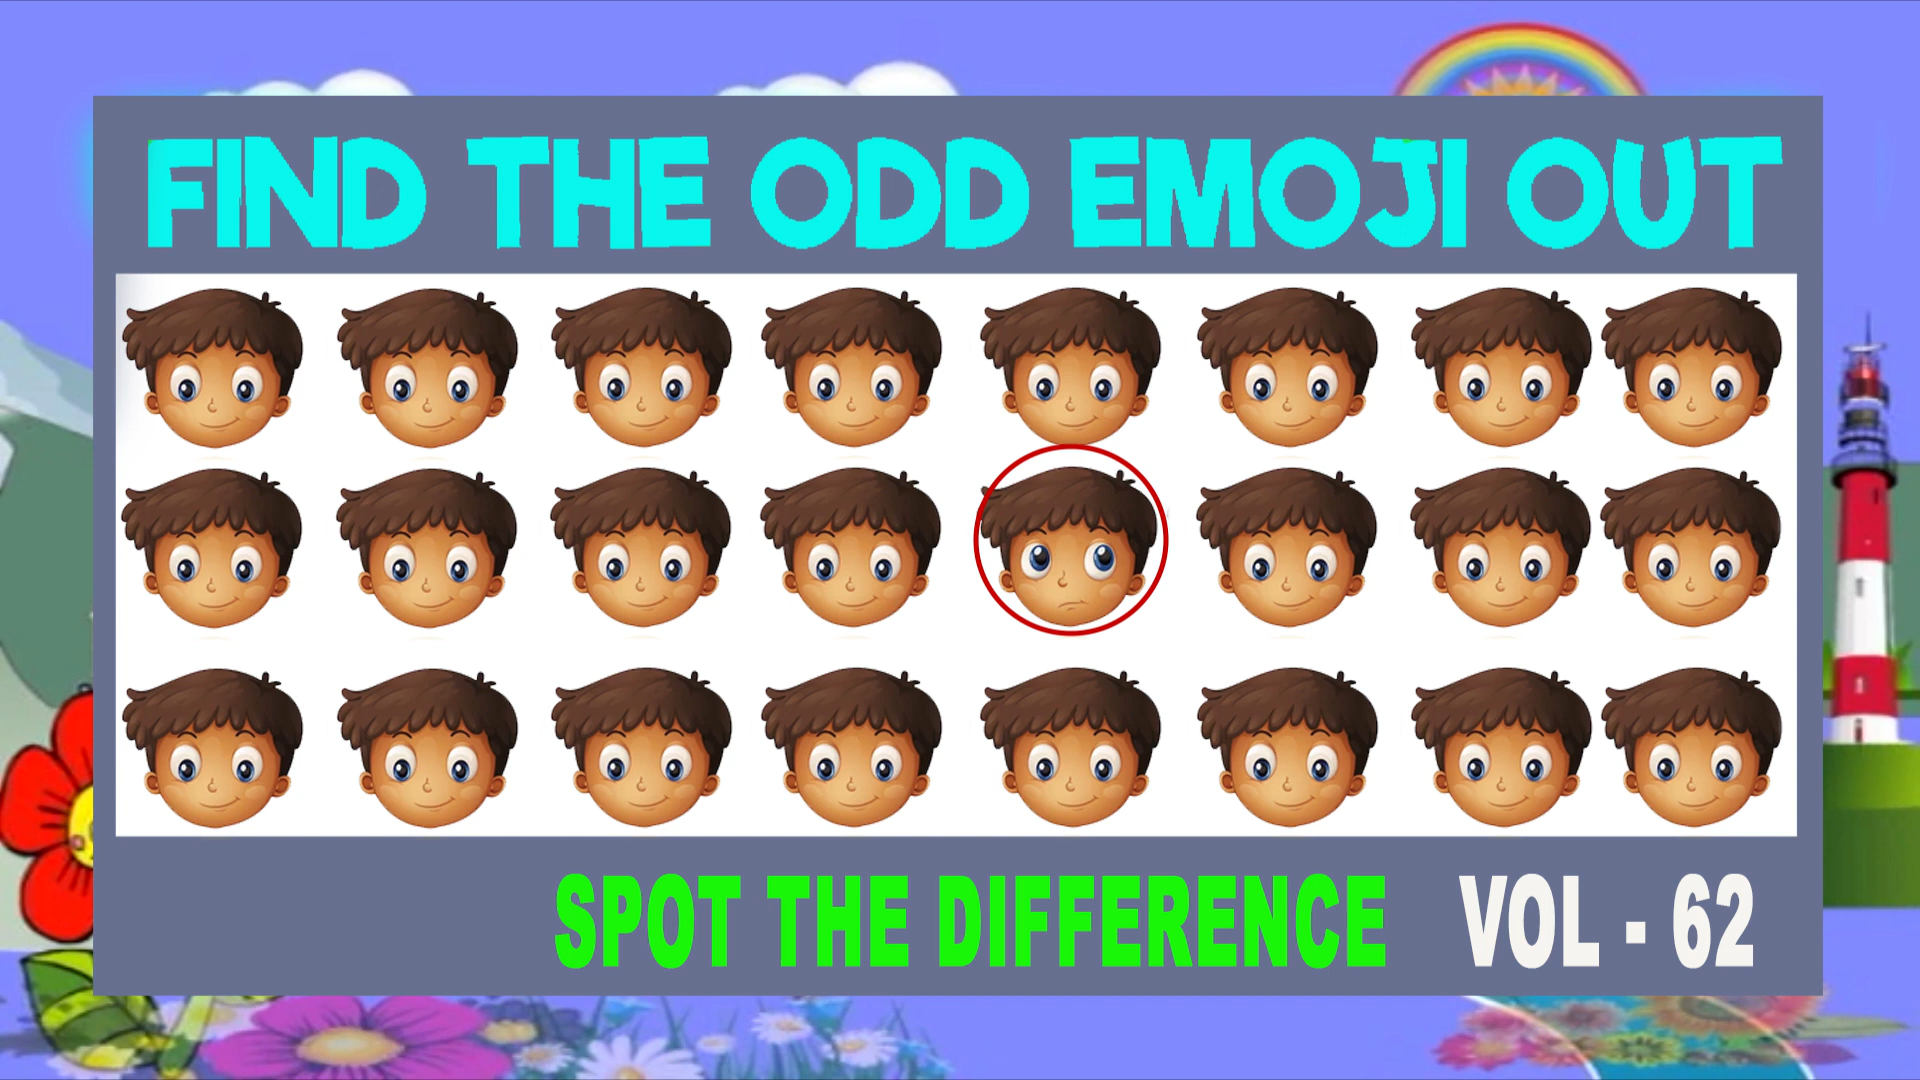 FIND THE ODD EMOJI OUT
SPOT THE DIFFERENCE VOL - 62